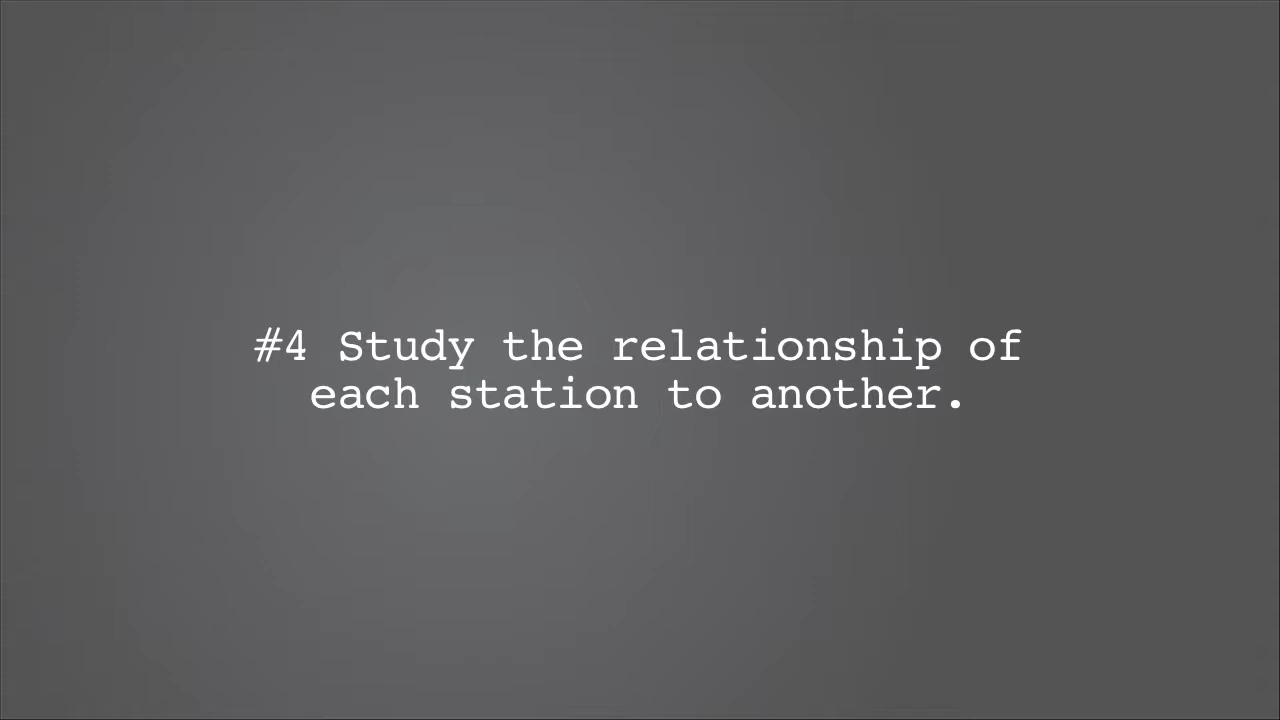 #4 Study the relationship of
each station to another.